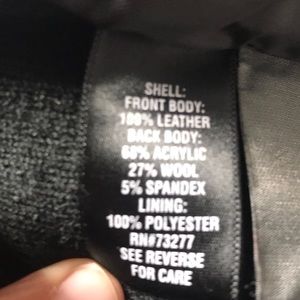 SHELL:
FRONT BODY:
100% LEATHER
BACK BODY:
68% ACRYLIC
27% WOOL
5% SPANDEX
LINING:
100% POLYESTER
RN#73277
SEE REVERSE
FOR CARE